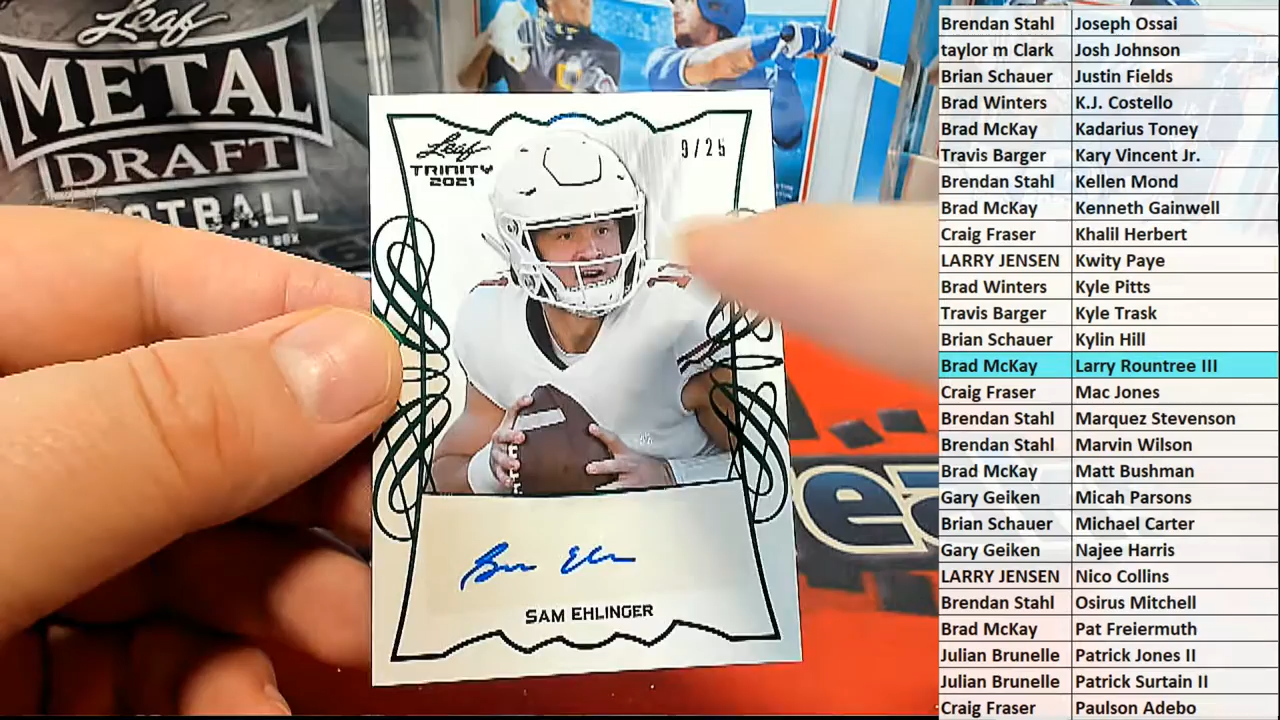 Leaf
METAL
DRAFT
FOOTBALL
BOX
Leaf
TRINITY
2021
9/25
SAM EHLINGER
Brendan Stahl Joseph Ossai
taylor m Clark Josh Johnson
Brian Schauer Justin Fields
Brad Winters K.J. Costello
Brad McKay Kadarius Toney
Travis Barger Kary Vincent Jr.
Brendan Stahl Kellen Mond
Brad McKay Kenneth Gainwell
Craig Fraser Khalil Herbert
LARRY JENSEN Kwity Paye
Brad Winters Kyle Pitts
Travis Barger Kyle Trask
Brian Schauer Kylin Hill
Brad McKay Larry Rountree III
Craig Fraser Mac Jones
Brendan Stahl Marquez Stevenson
Brendan Stahl Marvin Wilson
Brad McKay Matt Bushman
Gary Geiken Micah Parsons
Brian Schauer Michael Carter
Gary Geiken Najee Harris
LARRY JENSEN Nico Collins
Brendan Stahl Osirus Mitchell
Brad McKay Pat Freiermuth
Julian Brunelle Patrick Jones II
Julian Brunelle Patrick Surtain II
Craig Fraser Paulson Adebo